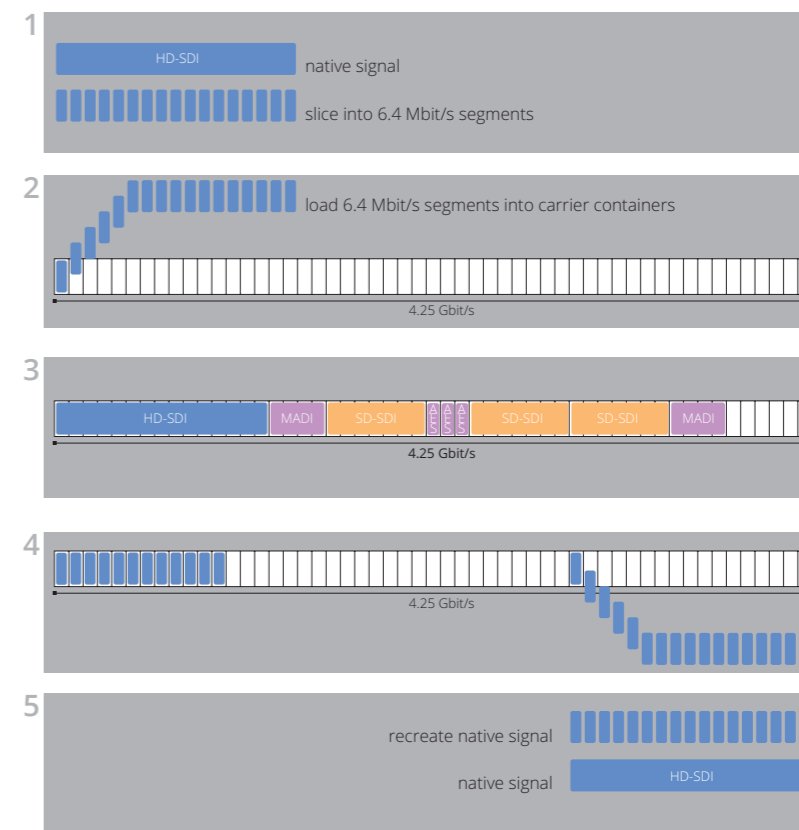 1
HD-SDI
native signal
slice into 6.4 Mbit/s segments
2
load 6.4 Mbit/s segments into carrier containers
4.25 Gbit/s
3
HD-SDI MADI SD-SDI AES AES AES SD-SDI SD-SDI MADI
4.25 Gbit/s
4
4.25 Gbit/s
5
recreate native signal
native signal HD-SDI